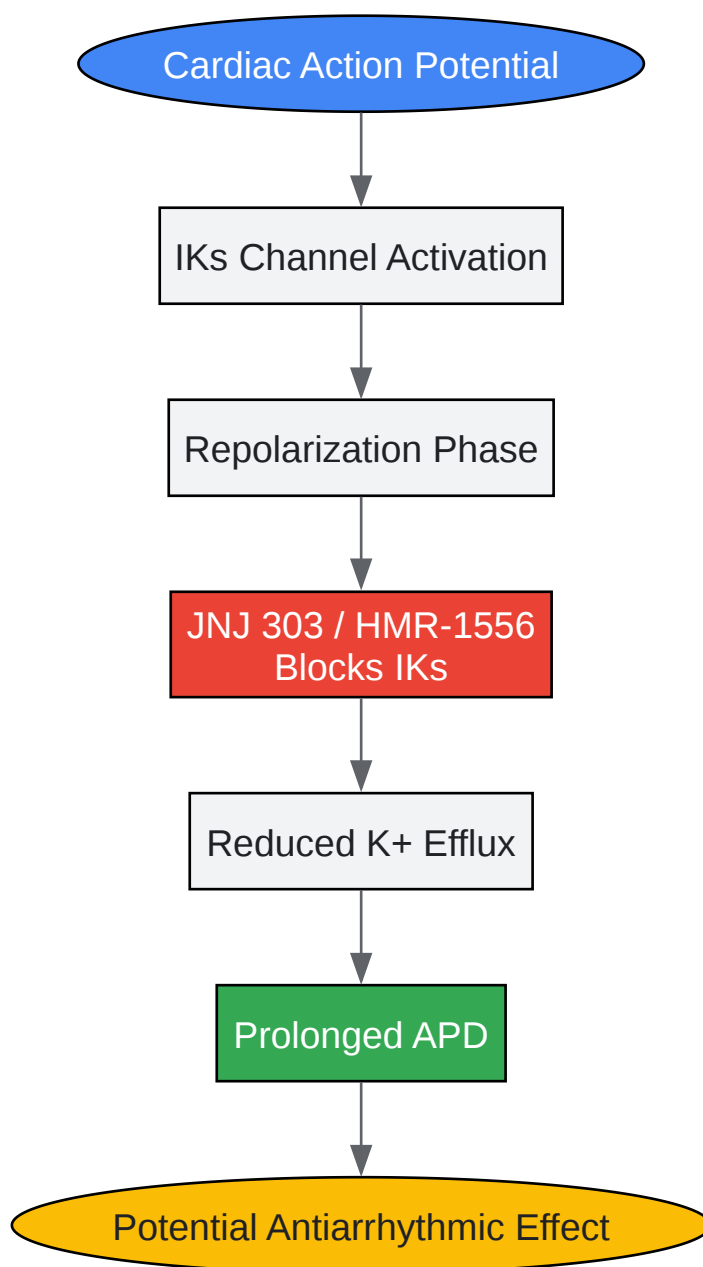 Cardiac Action Potential
IKs Channel Activation
Repolarization Phase
JNJ 303 / HMR-1556
Blocks IKs
Reduced K+ Efflux
Prolonged APD
Potential Antiarrhythmic Effect